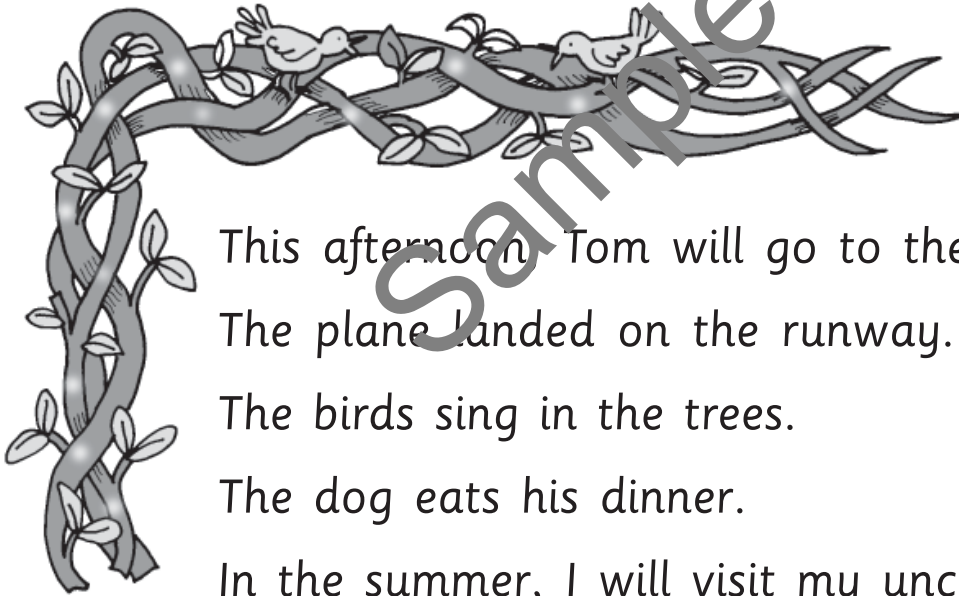 Sample
This afternoon, Tom will go to the
The plane landed on the runway.
The birds sing in the trees.
The dog eats his dinner.
In the summer, I will visit my